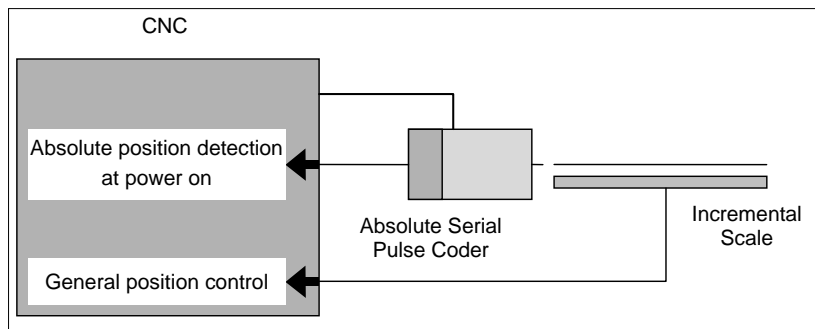 CNC
Absolute position detection
at power on
Absolute Serial
Pulse Coder
Incremental
Scale
General position control